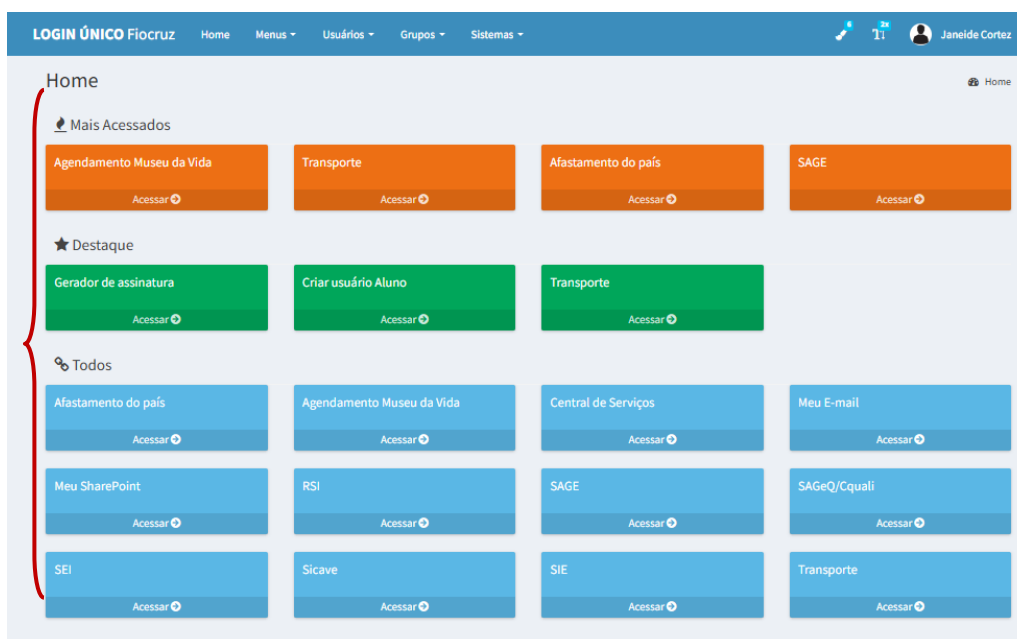 LOGIN ÚNICO Fiocruz Home Menus Usuários Grupos Sistemas 6 2x Janeide Cortez
Home Home
Mais Acessados
Agendamento Museu da Vida Transporte Afastamento do país SAGE
Acessar Acessar Acessar Acessar
Destaque
Gerador de assinatura Criar usuário Aluno Transporte
Acessar Acessar Acessar
Todos
Afastamento do país Agendamento Museu da Vida Central de Serviços Meu E-mail
Acessar Acessar Acessar Acessar
Meu SharePoint RSI SAGE SAGeQ/Cquali
Acessar Acessar Acessar Acessar
SEI Sicave SIE Transporte
Acessar Acessar Acessar Acessar